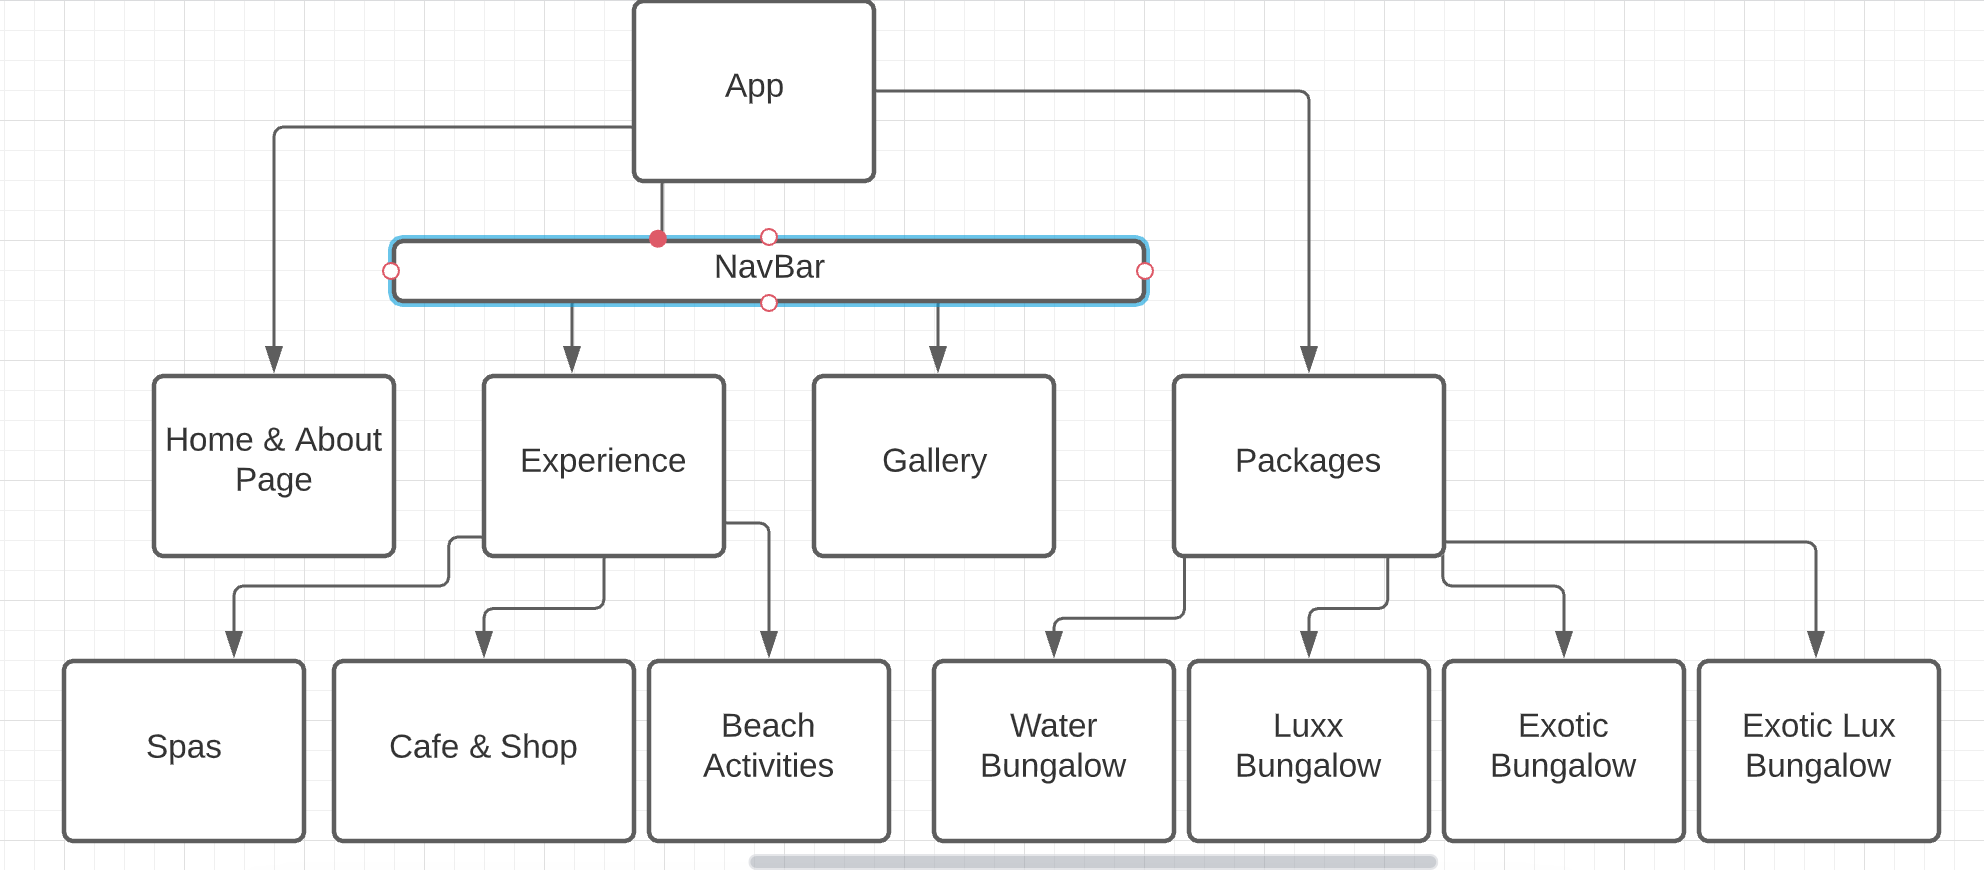 App
NavBar
Home & About
Page
Experience
Gallery
Packages
Spas
Cafe & Shop
Beach
Activities
Water
Bungalow
Luxx
Bungalow
Exotic
Bungalow
Exotic Lux
Bungalow